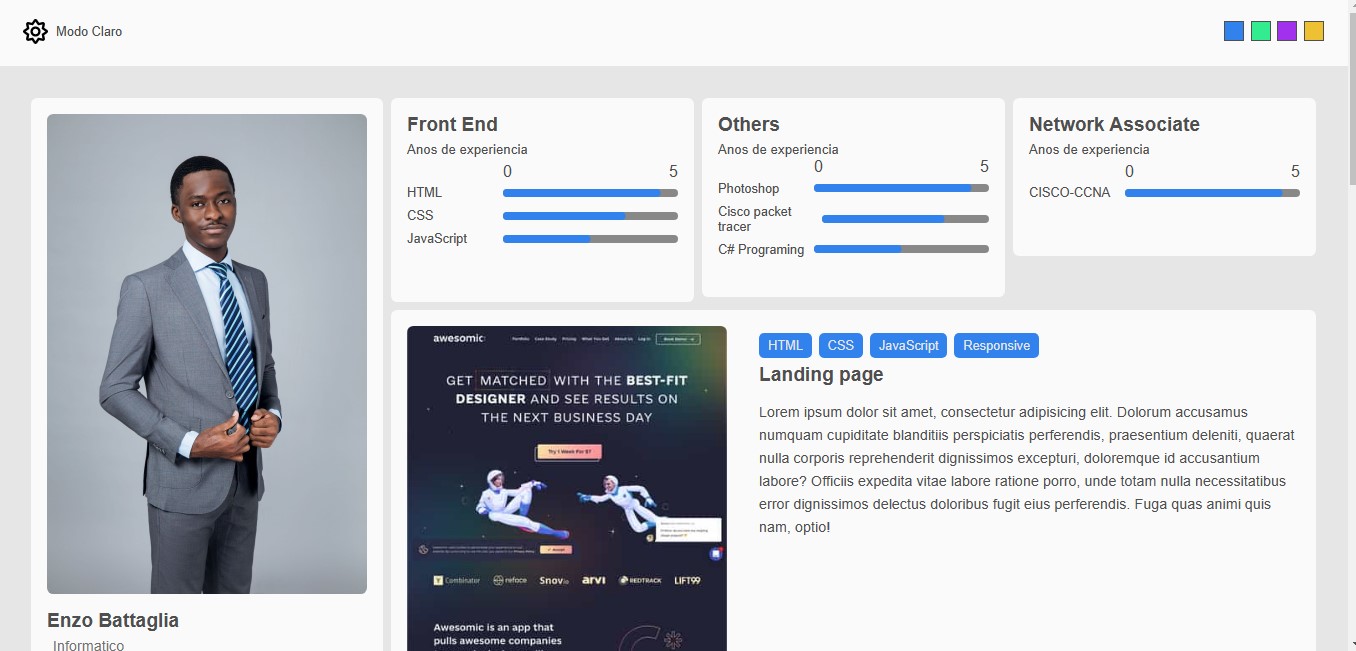 Modo Claro
Enzo Battaglia
Informatico
Front End
Anos de experiencia
0 5
HTML
CSS
JavaScript
Others
Anos de experiencia
0 5
Photoshop
Cisco packet
tracer
C# Programing
Network Associate
Anos de experiencia
0 5
CISCO-CCNA
awesomic
Portfolio Case Study Pricing What You Get About Us Log in Book Demo
GET MATCHED WITH THE BEST-FIT
DESIGNER AND SEE RESULTS ON
THE NEXT BUSINESS DAY
Try 1 Week For $?
Accept
Y Combinator reface Snov.io arvi REDTRACK LIFT99
Awesomic is an app that
pulls awesome companies
HTML CSS JavaScript Responsive
Landing page
Lorem ipsum dolor sit amet, consectetur adipisicing elit. Dolorum accusamus
numquam cupiditate blanditiis perspiciatis perferendis, praesentium deleniti, quaerat
nulla corporis reprehenderit dignissimos excepturi, doloremque id accusantium
labore? Officiis expedita vitae labore ratione porro, unde totam nulla necessitatibus
error dignissimos delectus doloribus fugit eius perferendis. Fuga quas animi quis
nam, optio!